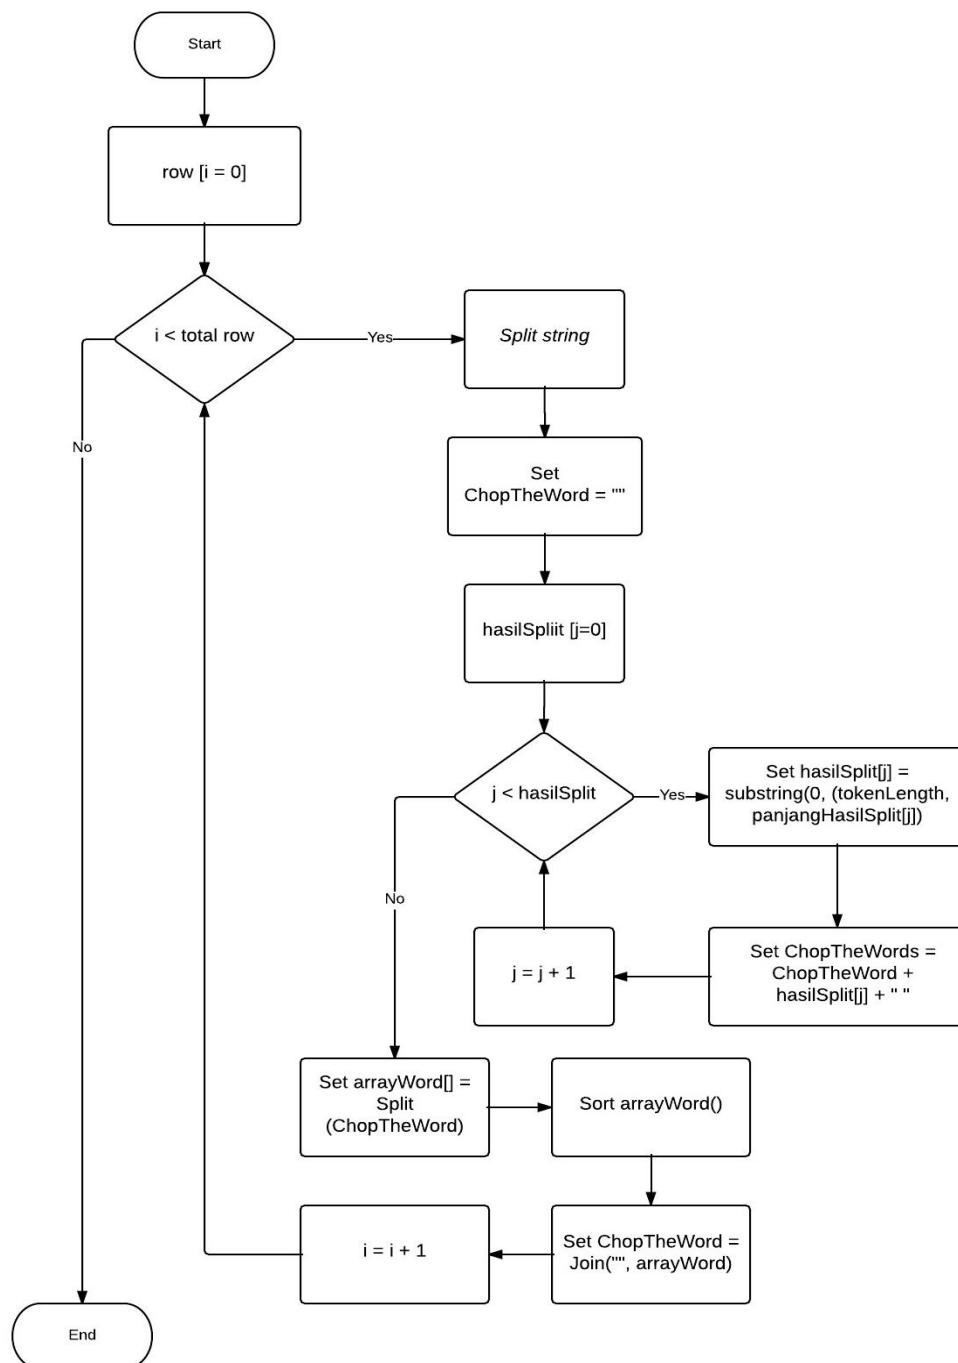 Start
row [i = 0]
i < total row
Yes
Split string
No
Set
ChopTheWord = ""
hasilSpliit [j=0]
j < hasilSplit
Yes
Set hasilSplit[j] =
substring(0, (tokenLength,
panjangHasilSplit[j])
No
Set ChopTheWords =
ChopTheWord +
hasilSplit[j] + " "
j = j + 1
Set arrayWord[] =
Split
(ChopTheWord)
Sort arrayWord()
Set ChopTheWord =
Join("", arrayWord)
i = i + 1
End